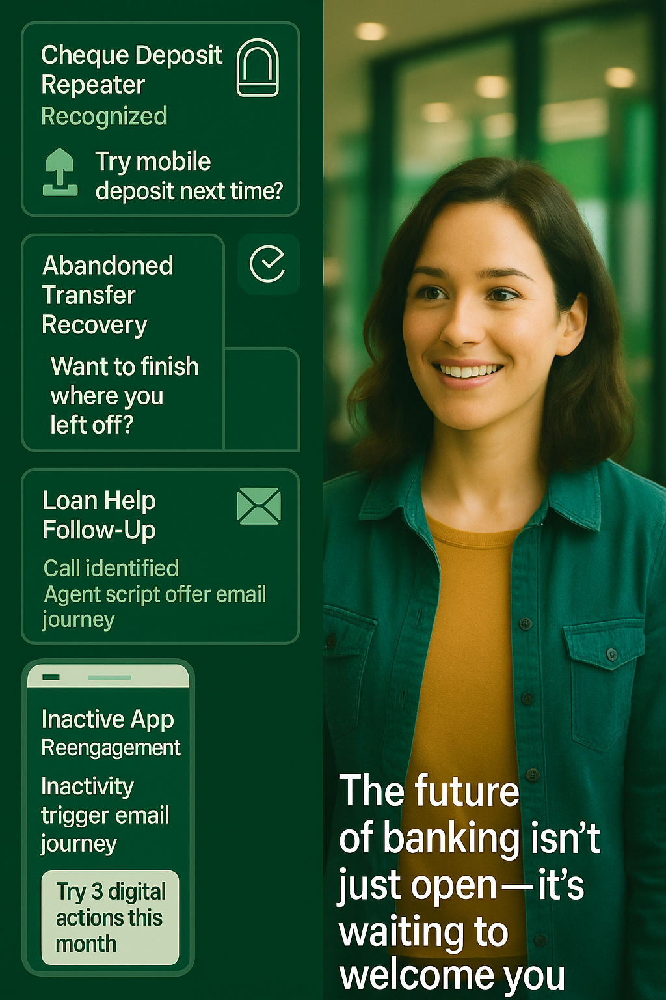 Cheque Deposit
Repeater
Recognized
Try mobile
deposit next time?
Abandoned
Transfer
Recovery
Want to finish
where you
left off?
Loan Help
Follow-Up
Call identified
Agent script offer email
journey
Inactive App
Reengagement
Inactivity
trigger email
journey
Try 3 digital
actions this
month
The future
of banking isn’t
just open—it’s
waiting to
welcome you